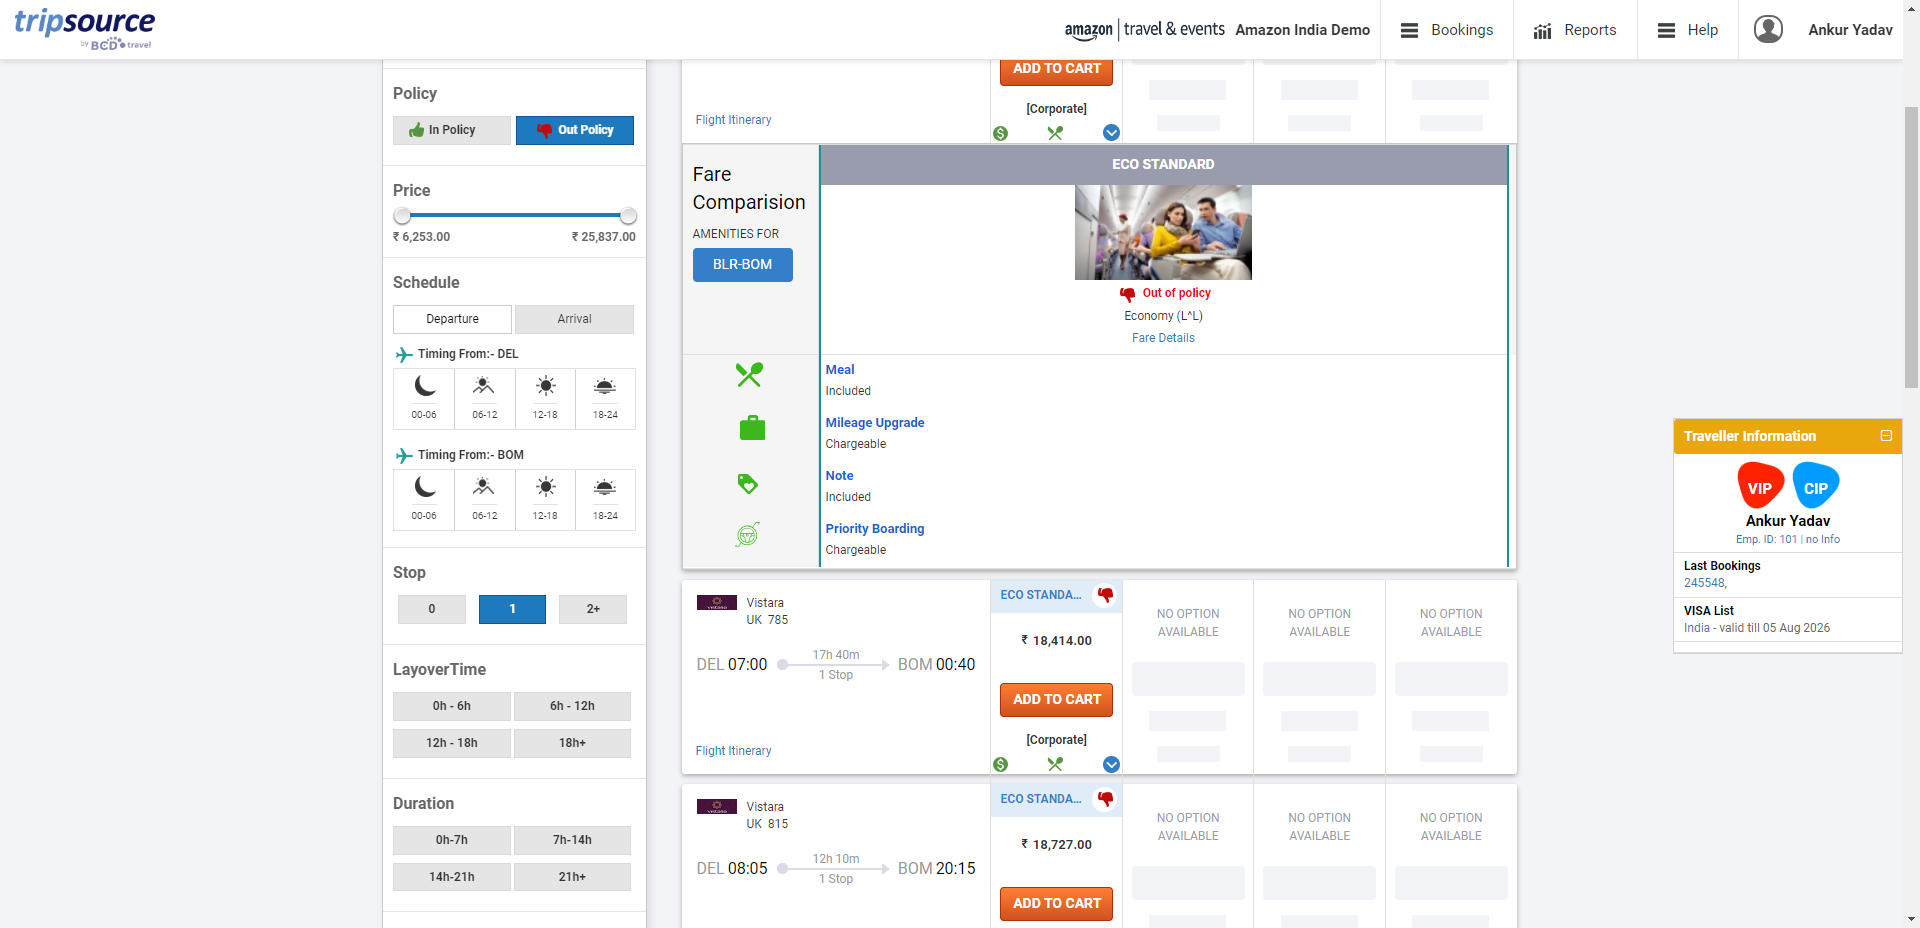 tripsource
by BCD travel
amazon travel & events
Amazon India Demo
Bookings
Reports
Help
Ankur Yadav
Policy
In Policy
Out Policy
Price
₹ 6,253.00
₹ 25,837.00
Schedule
Departure
Arrival
Timing From:- DEL
00-06
06-12
12-18
18-24
Timing From:- BOM
00-06
06-12
12-18
18-24
Stop
0
1
2+
LayoverTime
0h - 6h
6h - 12h
12h - 18h
18h+
Duration
0h-7h
7h-14h
14h-21h
21h+
ADD TO CART
[Corporate]
Flight Itinerary
Fare
Comparision
AMENITIES FOR
BLR-BOM
ECO STANDARD
Out of policy
Economy (L^L)
Fare Details
Meal
Included
Mileage Upgrade
Chargeable
Note
Included
Priority Boarding
Chargeable
Vistara
UK 785
DEL 07:00
17h 40m
1 Stop
BOM 00:40
Flight Itinerary
ECO STANDA...
₹ 18,414.00
ADD TO CART
[Corporate]
NO OPTION
AVAILABLE
NO OPTION
AVAILABLE
NO OPTION
AVAILABLE
Vistara
UK 815
DEL 08:05
12h 10m
1 Stop
BOM 20:15
ECO STANDA...
₹ 18,727.00
ADD TO CART
NO OPTION
AVAILABLE
NO OPTION
AVAILABLE
NO OPTION
AVAILABLE
Traveller Information
VIP
CIP
Ankur Yadav
Emp. ID: 101 | no Info
Last Bookings
245548,
VISA List
India - valid till 05 Aug 2026